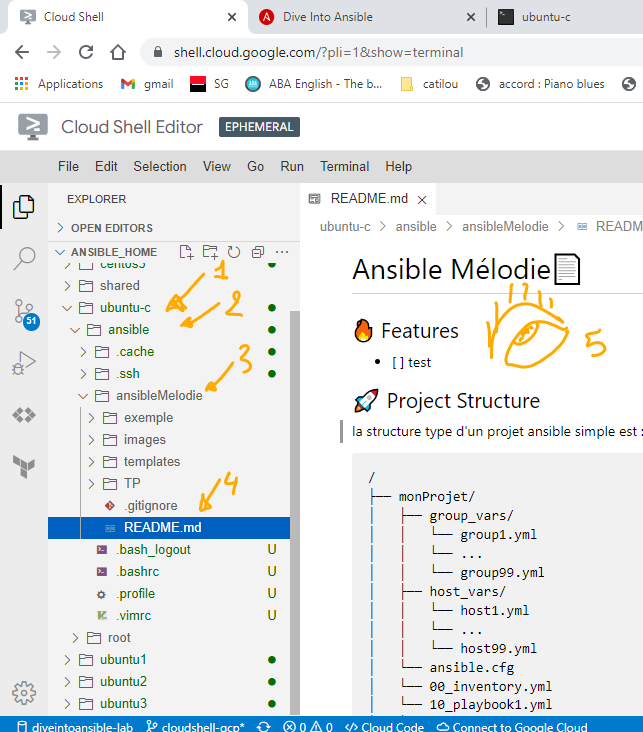 Cloud Shell
Dive Into Ansible
ubuntu-c
shell.cloud.google.com/?pli=1&show=terminal
Applications
gmail
SG
ABA English - The b...
catilou
accord : Piano blues
Cloud Shell Editor
EPHEMERAL
File Edit Selection View Go Run Terminal Help
EXPLORER
OPEN EDITORS
ANSIBLE_HOME
centos3
shared
ubuntu-c
ansible
.cache
.ssh
ansibleMelodie
exemple
images
templates
TP
.gitignore
README.md
.bash_logout U
.bashrc U
.profile U
.vimrc U
root
ubuntu1
ubuntu2
ubuntu3
51
1
2
3
4
README.md
ubuntu-c > ansible > ansibleMelodie > READM
Ansible Mélodie
5
Features
[ ] test
Project Structure
la structure type d'un projet ansible simple est :
/
├── monProjet/
│ ├── group_vars/
│ │ └── group1.yml
│ │ └── ...
│ │ └── group99.yml
│ ├── host_vars/
│ │ └── host1.yml
│ │ └── ...
│ │ └── host99.yml
│ └── ansible.cfg
│ └── 00_inventory.yml
│ └── 10_playbook1.yml
diveintoansible-lab cloudshell-gcp* 0 0 Cloud Code Connect to Google Cloud